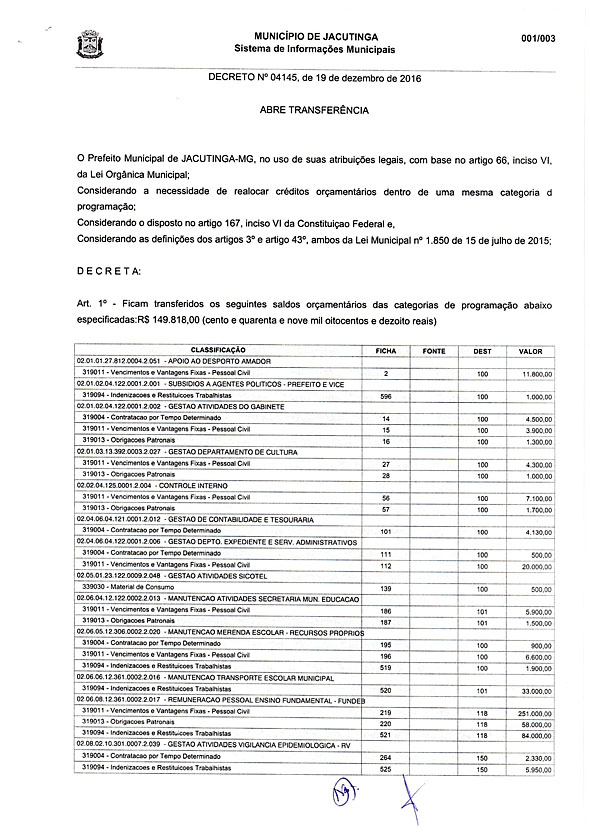 MUNICÍPIO DE JACUTINGA 001/003
Sistema de Informações Municipais
DECRETO Nº 04145, de 19 de dezembro de 2016
ABRE TRANSFERÊNCIA
O Prefeito Municipal de JACUTINGA-MG, no uso de suas atribuições legais, com base no artigo 66, inciso VI,
da Lei Orgânica Municipal;
Considerando a necessidade de realocar créditos orçamentários dentro de uma mesma categoria d
programação;
Considerando o disposto no artigo 167, inciso VI da Constituiçao Federal e,
Considerando as definições dos artigos 3º e artigo 43º, ambos da Lei Municipal nº 1.850 de 15 de julho de 2015;
D E C R E T A:
Art. 1º - Ficam transferidos os seguintes saldos orçamentários das categorias de programação abaixo
especificadas:R$ 149.818,00 (cento e quarenta e nove mil oitocentos e dezoito reais)
CLASSIFICAÇÃO FICHA FONTE DEST VALOR
02.01.01.27.812.0004.2.051 - APOIO AO DESPORTO AMADOR
319011 - Vencimentos e Vantagens Fixas - Pessoal Civil 2 100 11.800,00
02.01.02.04.122.0001.2.001 - SUBSIDIOS A AGENTES POLITICOS - PREFEITO E VICE
319094 - Indenizacoes e Restituicoes Trabalhistas 596 100 1.000,00
02.01.02.04.122.0001.2.002 - GESTAO ATIVIDADES DO GABINETE
319004 - Contratacao por Tempo Determinado 14 100 4.500,00
319011 - Vencimentos e Vantagens Fixas - Pessoal Civil 15 100 3.900,00
319013 - Obrigacoes Patronais 16 100 1.300,00
02.01.03.13.392.0003.2.027 - GESTAO DEPARTAMENTO DE CULTURA
319011 - Vencimentos e Vantagens Fixas - Pessoal Civil 27 100 4.300,00
319013 - Obrigacoes Patronais 28 100 1.000,00
02.02.04.125.0001.2.004 - CONTROLE INTERNO
319011 - Vencimentos e Vantagens Fixas - Pessoal Civil 56 100 7.100,00
319013 - Obrigacoes Patronais 57 100 1.700,00
02.04.06.04.121.0001.2.012 - GESTAO DE CONTABILIDADE E TESOURARIA
319004 - Contratacao por Tempo Determinado 101 100 4.130,00
02.04.06.04.122.0001.2.006 - GESTAO DEPTO. EXPEDIENTE E SERV. ADMINISTRATIVOS
319004 - Contratacao por Tempo Determinado 111 100 500,00
319011 - Vencimentos e Vantagens Fixas - Pessoal Civil 112 100 20.000,00
02.05.01.23.122.0009.2.048 - GESTAO ATIVIDADES SICOTEL
339030 - Material de Consumo 139 100 500,00
02.06.04.12.122.0002.2.013 - MANUTENCAO ATIVIDADES SECRETARIA MUN. EDUCACAO
319011 - Vencimentos e Vantagens Fixas - Pessoal Civil 186 101 5.900,00
319013 - Obrigacoes Patronais 187 101 1.500,00
02.06.05.12.306.0002.2.020 - MANUTENCAO MERENDA ESCOLAR - RECURSOS PROPRIOS
319004 - Contratacao por Tempo Determinado 195 100 900,00
319011 - Vencimentos e Vantagens Fixas - Pessoal Civil 196 100 6.600,00
319094 - Indenizacoes e Restituicoes Trabalhistas 519 100 1.900,00
02.06.06.12.361.0002.2.016 - MANUTENCAO TRANSPORTE ESCOLAR MUNICIPAL
319094 - Indenizacoes e Restituicoes Trabalhistas 520 101 33.000,00
02.06.08.12.361.0002.2.017 - REMUNERACAO PESSOAL ENSINO FUNDAMENTAL - FUNDEB
319011 - Vencimentos e Vantagens Fixas - Pessoal Civil 219 118 251.000,00
319013 - Obrigacoes Patronais 220 118 58.000,00
319094 - Indenizacoes e Restituicoes Trabalhistas 521 118 84.000,00
02.08.02.10.301.0007.2.039 - GESTAO ATIVIDADES VIGILANCIA EPIDEMIOLOGICA - RV
319004 - Contratacao por Tempo Determinado 264 150 2.330,00
319094 - Indenizacoes e Restituicoes Trabalhistas 525 150 5.950,00